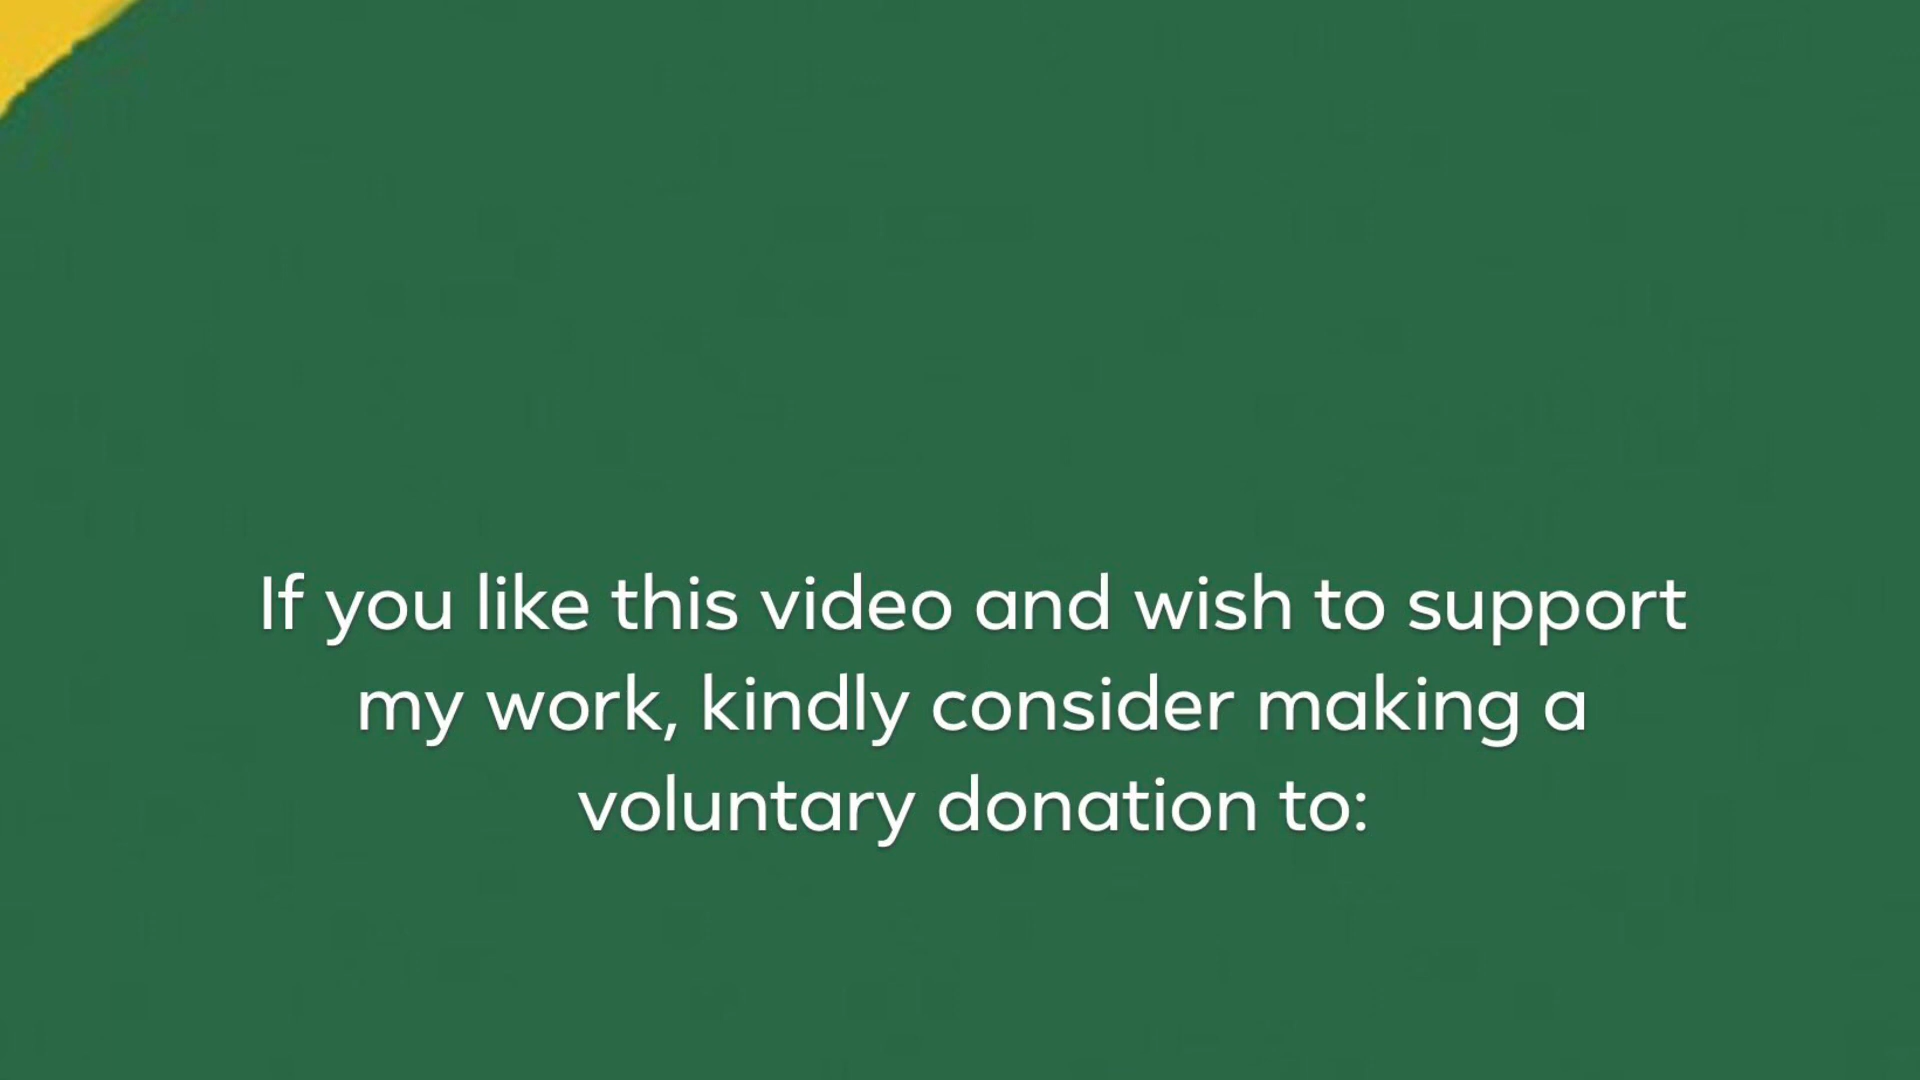 If you like this video and wish to support
my work, kindly consider making a
voluntary donation to: